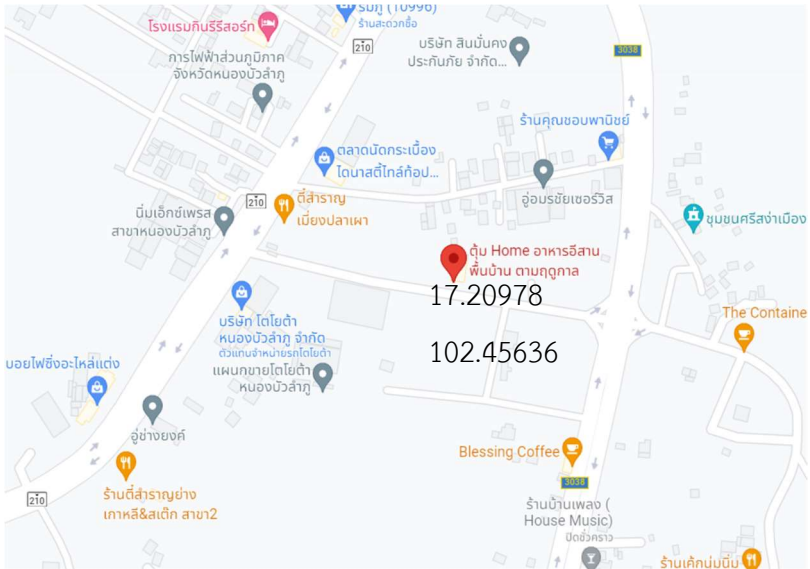 รมภู (10996)
ร้านสะดวกซื้อ
โรงแรมกินรีรีสอร์ท
210
บริษัท สินมั่นคง
ประกันภัย จำกัด...
3038
การไฟฟ้าส่วนภูมิภาค
จังหวัดหนองบัวลำภู
ร้านคุณชอบพานิชย์
ตลาดนัดกระเบื้อง
ไดนาสตี้ไทล์ท้อป...
อู่อมรชัยเซอร์วิส
210
ตี๋สำราญ
เมี่ยงปลาเผา
นิ่มเอ็กซ์เพรส
สาขาหนองบัวลำภู
ชุมชนศรีสง่าเมือง
ตุ้ม Home อาหารอีสาน
พื้นบ้าน ตามฤดูกาล
17.20978
102.45636
บริษัท โตโยต้า
หนองบัวลำภู จำกัด
ตัวแทนจำหน่ายรถโตโยต้า
แผนกขายโตโยต้า
หนองบัวลำภู
The Containe
บอยไฟซิ่งอะไหล่แต่ง
อู่ช่างยงค์
Blessing Coffee
3038
ร้านตี๋สำราญย่าง
เกาหลี&สเต๊ก สาขา2
210
ร้านบ้านเพลง (
House Music)
ปิดชั่วคราว
ร้านเค้กนุ่มนิ่ม